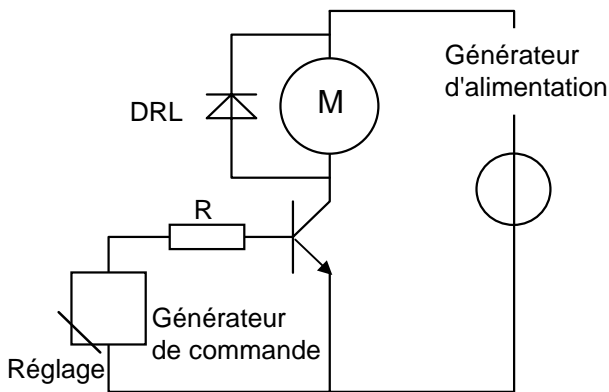 Générateur
d'alimentation
M
DRL
R
Générateur
de commande
Réglage